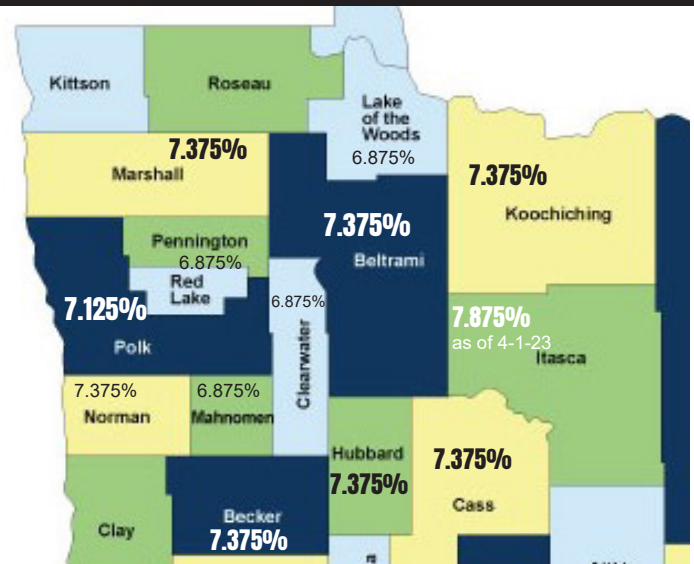 Kittson
Roseau
Lake
of the
Woods
6.875%
7.375%
Marshall
7.375%
Koochiching
7.375%
Beltrami
Pennington
6.875%
Red
Lake
7.125%
Polk
6.875%
Clearwater
7.875%
as of 4-1-23
Itasca
7.375%
Norman
6.875%
Mahnomen
Hubbard
7.375%
7.375%
Cass
Clay
Becker
7.375%